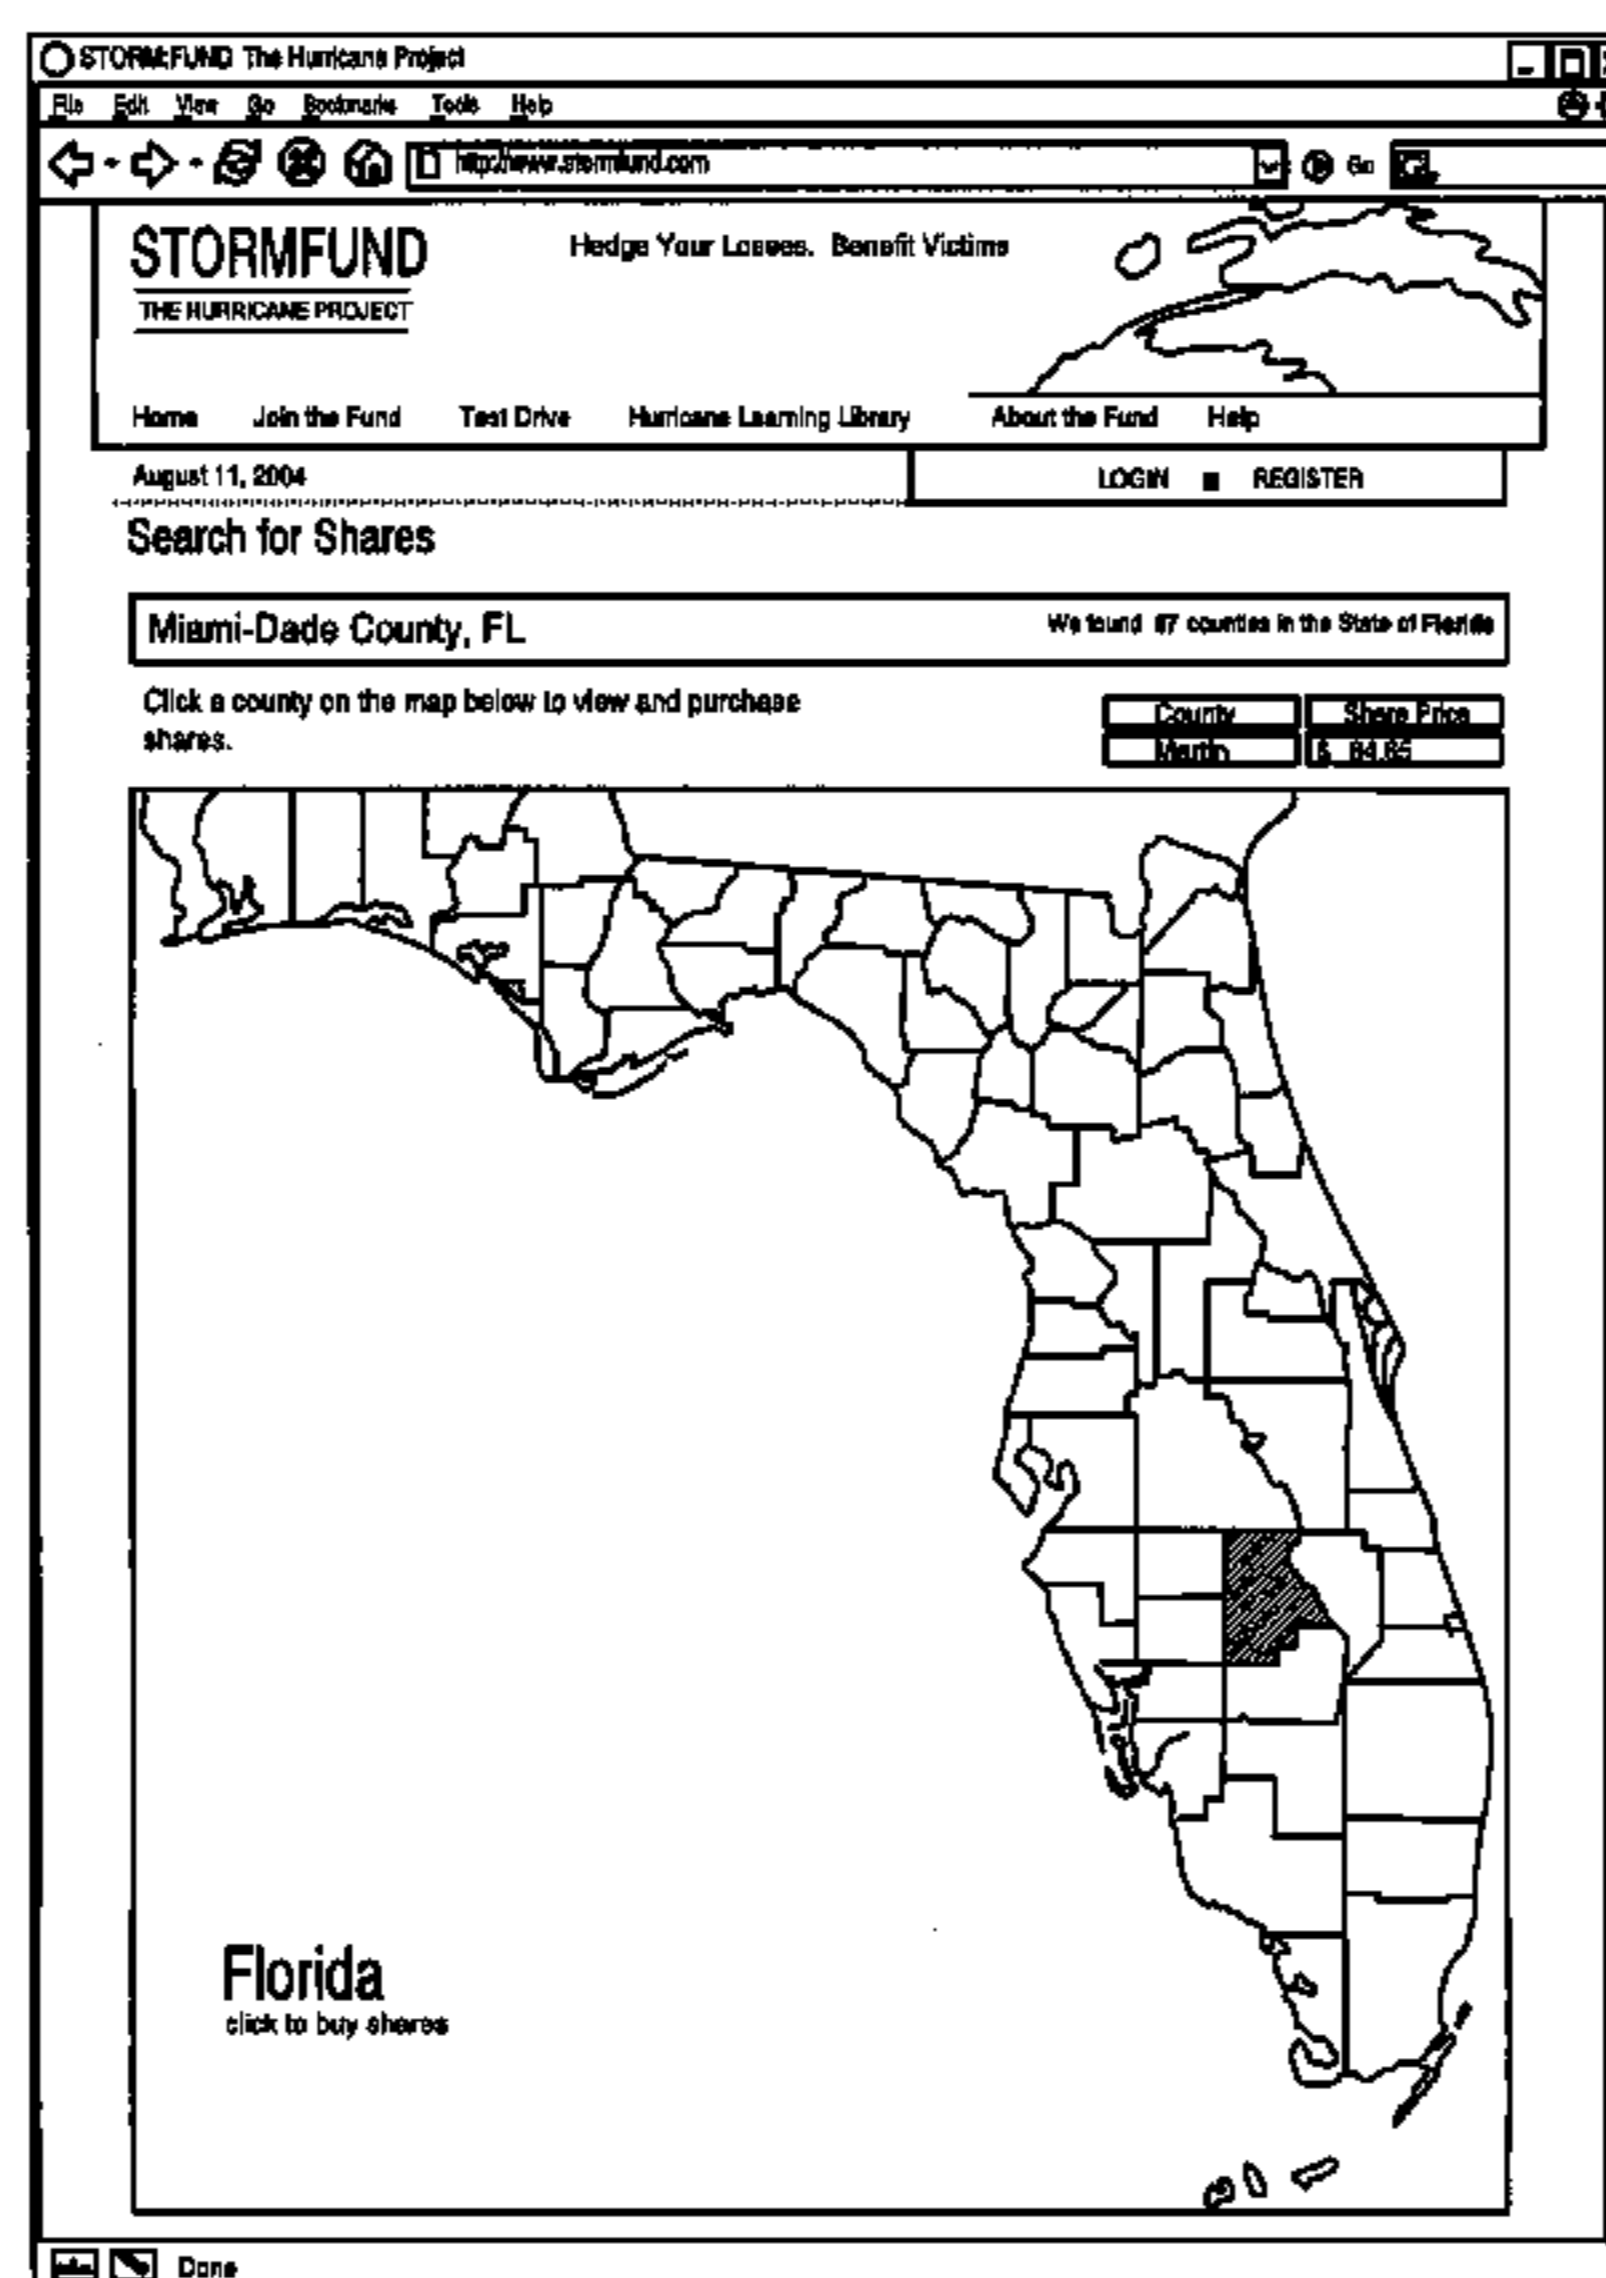 STORM:FUND The Hurricane Project
File Edit View Go Bookmarks Tools Help
http://www.stormfund.com Go
STORMFUND
Hedge Your Losses. Benefit Victims
THE HURRICANE PROJECT
Home Join the Fund Test Drive Hurricane Learning Library About the Fund Help
August 11, 2004
LOGIN ■ REGISTER
Search for Shares
Miami-Dade County, FL
We found 67 counties in the State of Florida
Click a county on the map below to view and purchase
shares.
County Share Price
Martin $
Florida
click to buy shares
Done